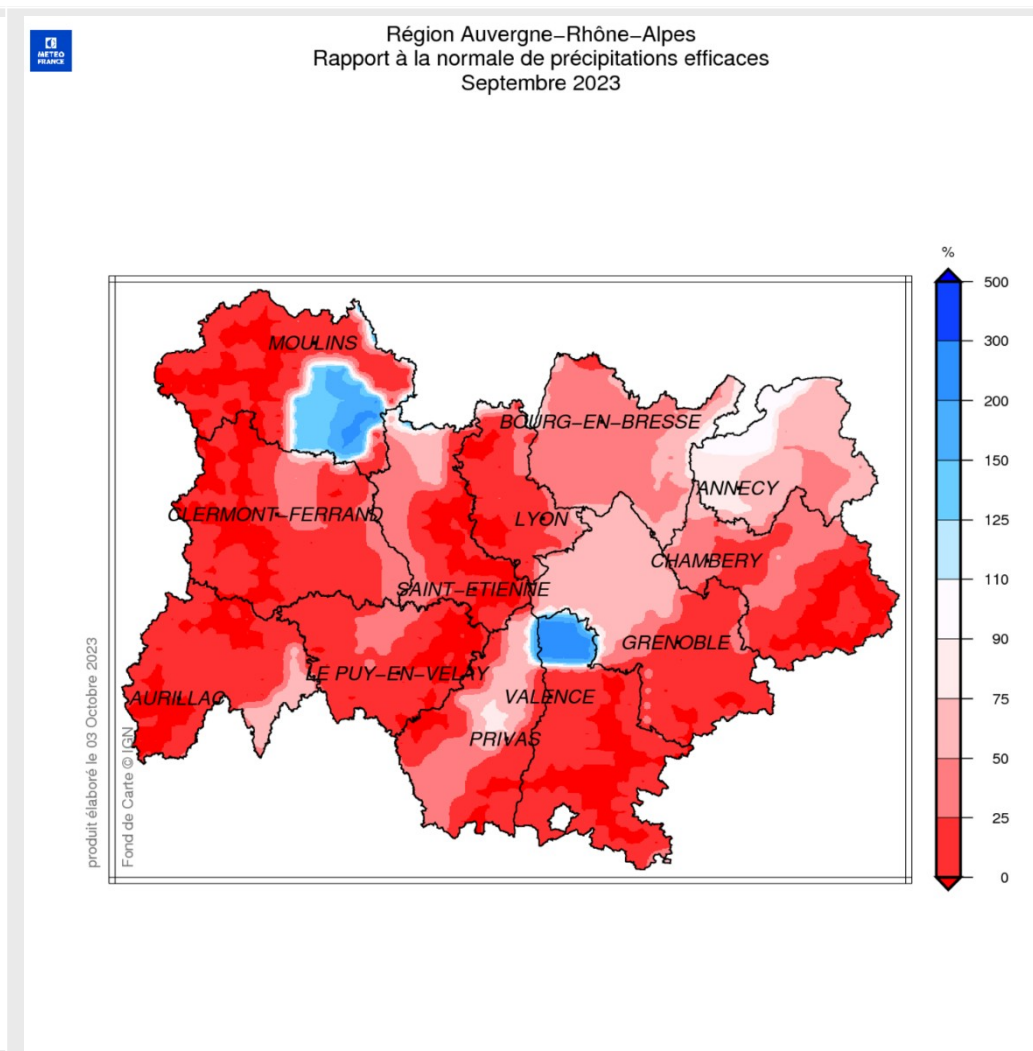 METEO
FRANCE
Région Auvergne−Rhône−Alpes
Rapport à la normale de précipitations efficaces
Septembre 2023
%
500
300
200
150
125
110
90
75
50
25
0
MOULINS
BOURG−EN−BRESSE
ANNECY
CLERMONT−FERRAND
LYON
CHAMBERY
SAINT−ETIENNE
GRENOBLE
LE PUY−EN−VELAY
AURILLAC
VALENCE
PRIVAS
produit élaboré le 03 Octobre 2023
Fond de Carte © IGN